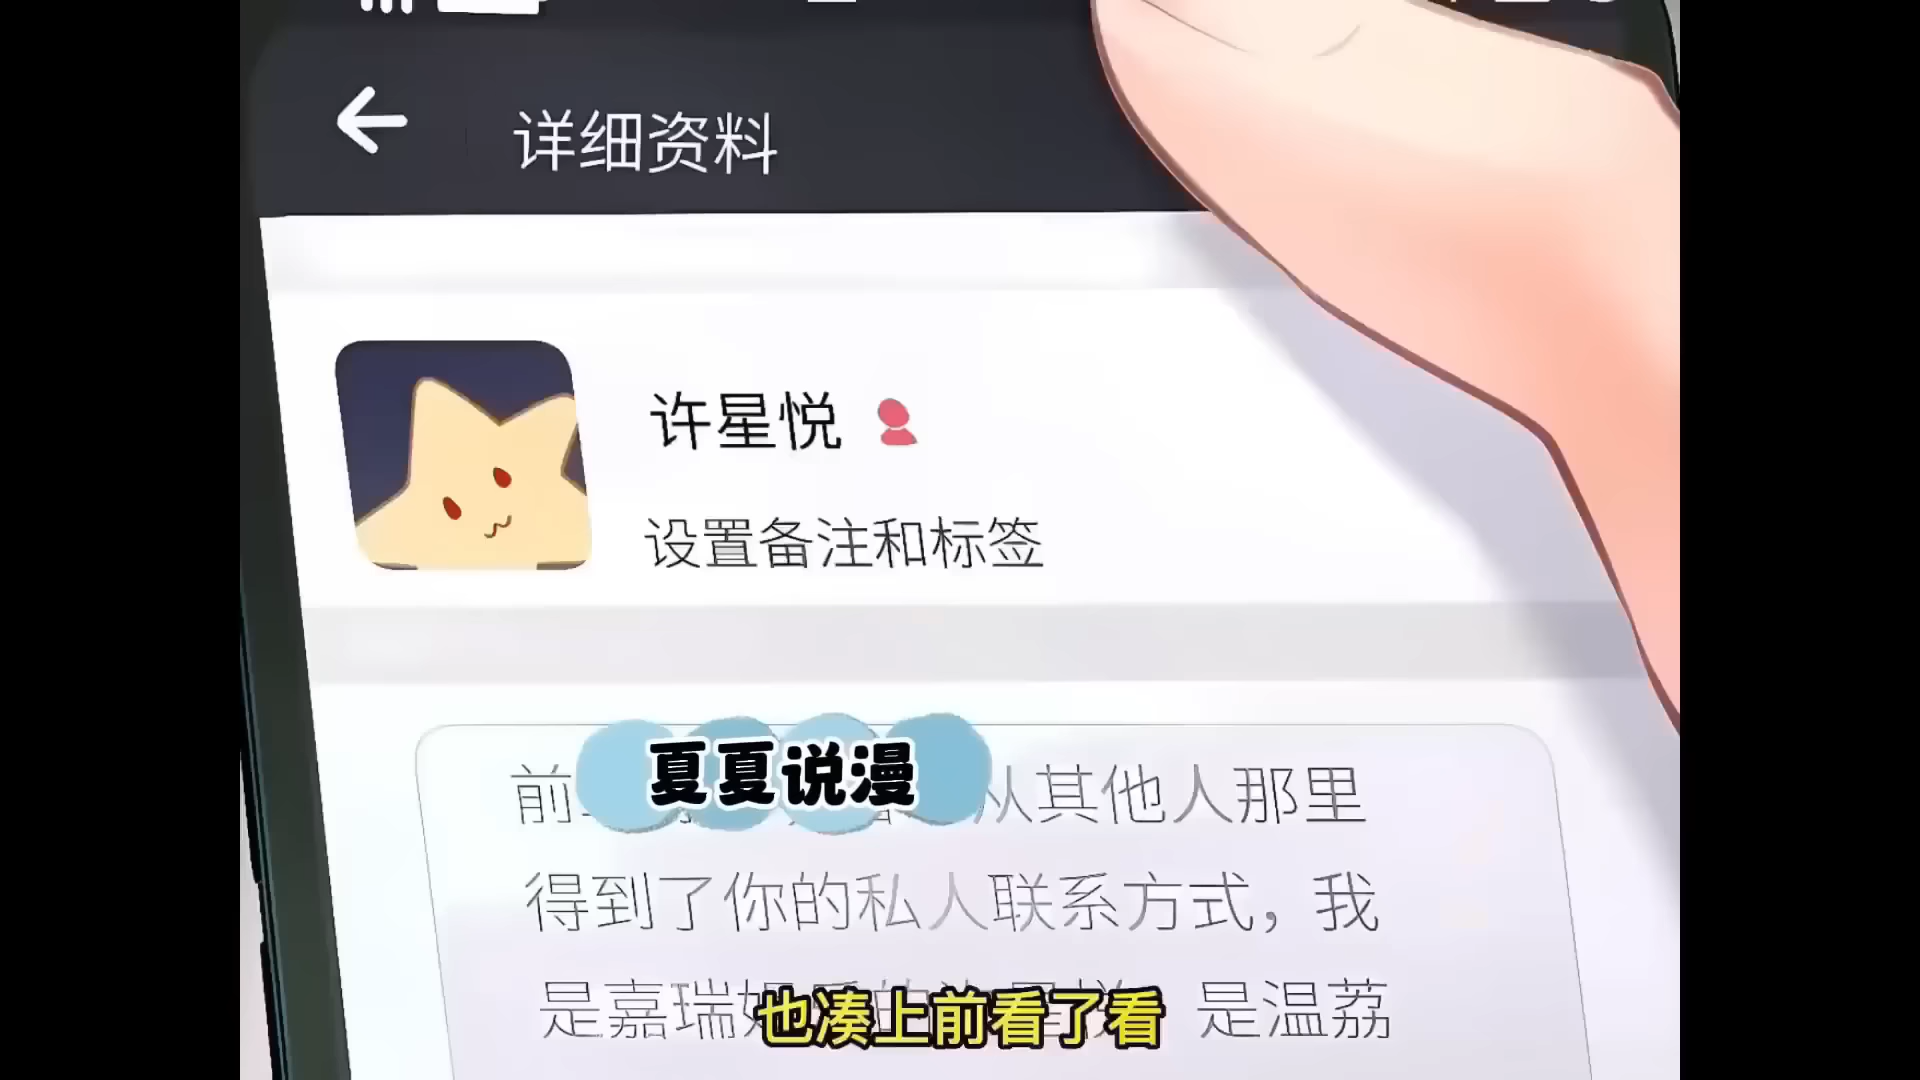 详细资料
许星悦
设置备注和标签
夏夏说漫
前 从其他人那里
得到了你的私人联系方式，我
是嘉瑞 是温荔
也凑上前看了看